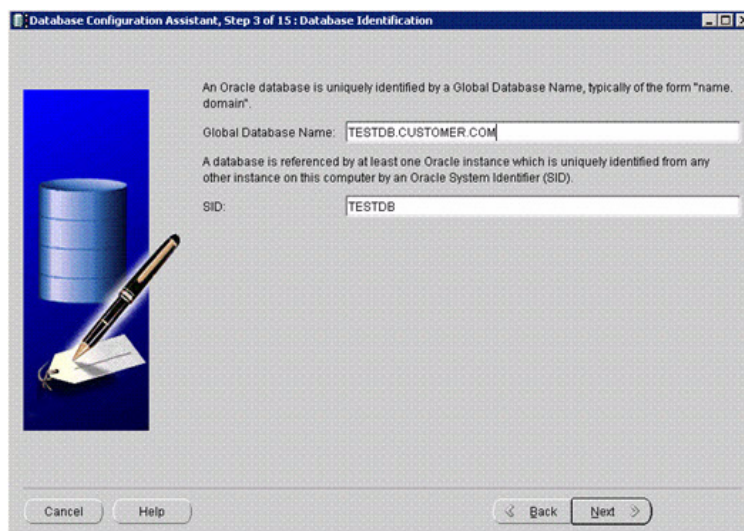 Database Configuration Assistant, Step 3 of 15 : Database Identification
An Oracle database is uniquely identified by a Global Database Name, typically of the form "name.
domain".
Global Database Name: TESTDB.CUSTOMER.COM
A database is referenced by at least one Oracle instance which is uniquely identified from any
other instance on this computer by an Oracle System Identifier (SID).
SID: TESTDB
Cancel Help Back Next